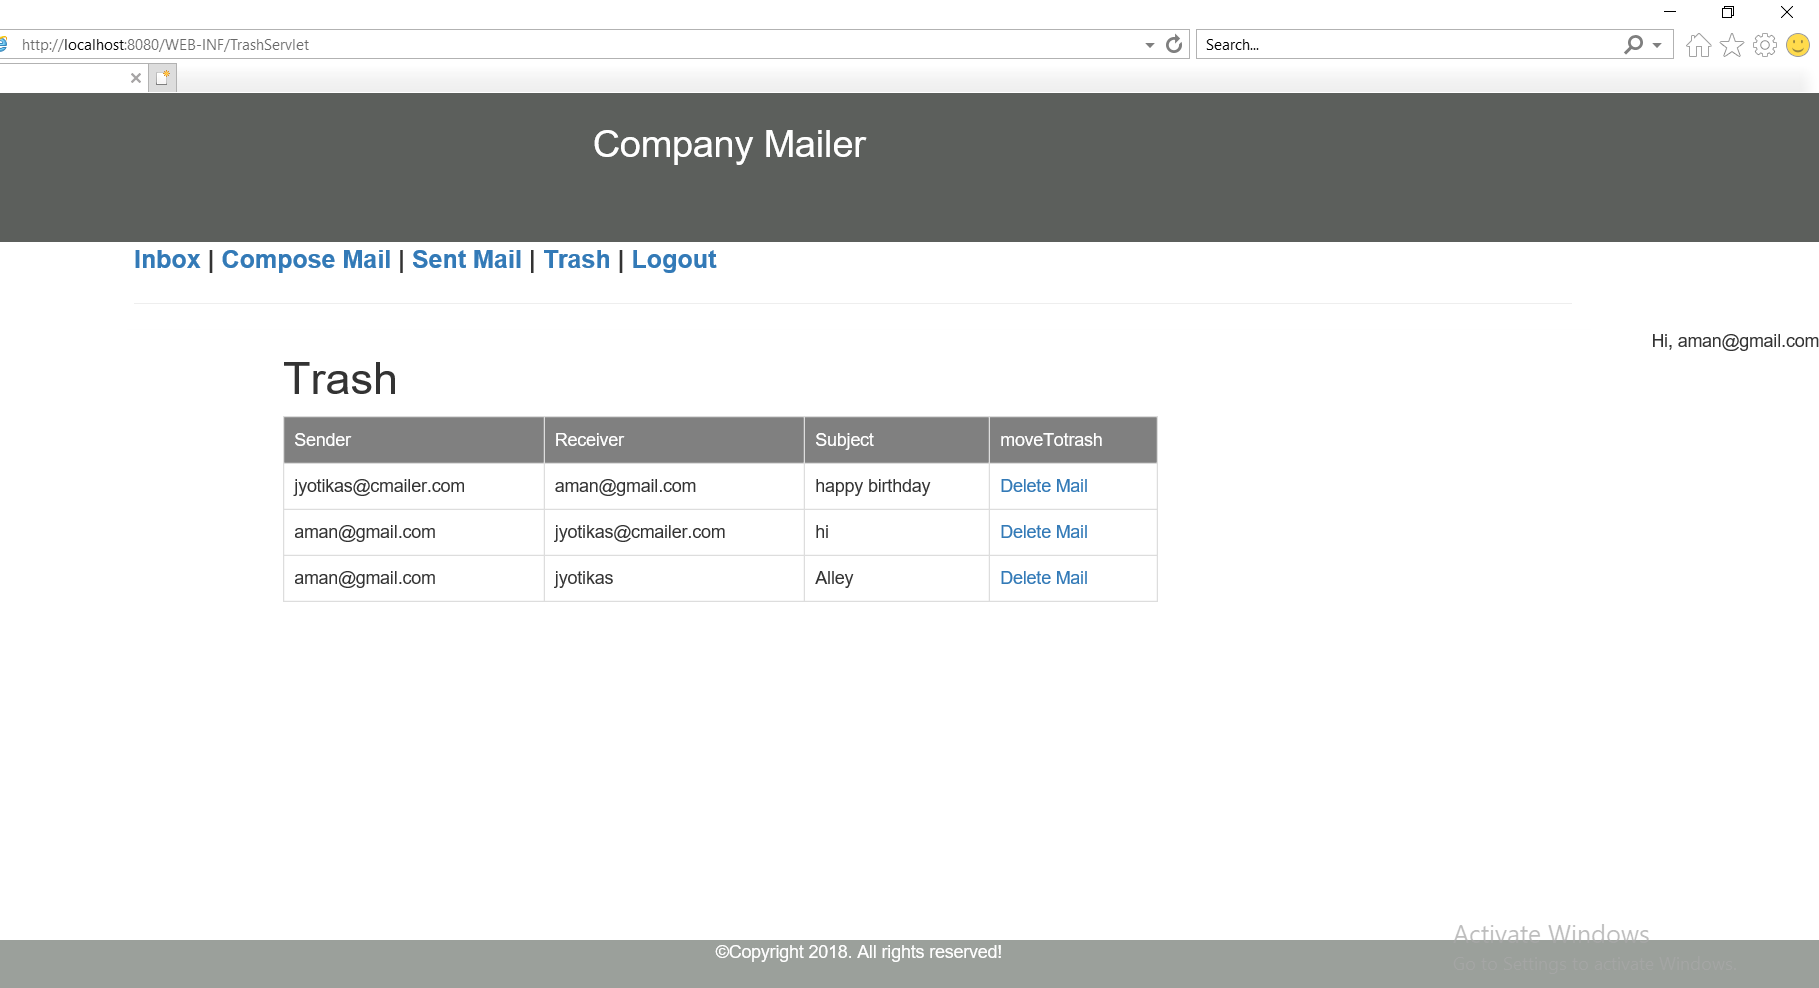 http://localhost:8080/WEB-INF/TrashServlet
Search...
Company Mailer
Inbox | Compose Mail | Sent Mail | Trash | Logout
Hi, aman@gmail.com
Trash
Sender Receiver Subject moveTotrash
jyotikas@cmailer.com aman@gmail.com happy birthday Delete Mail
aman@gmail.com jyotikas@cmailer.com hi Delete Mail
aman@gmail.com jyotikas Alley Delete Mail
Activate Windows
©Copyright 2018. All rights reserved!
Go to Settings to activate Windows.